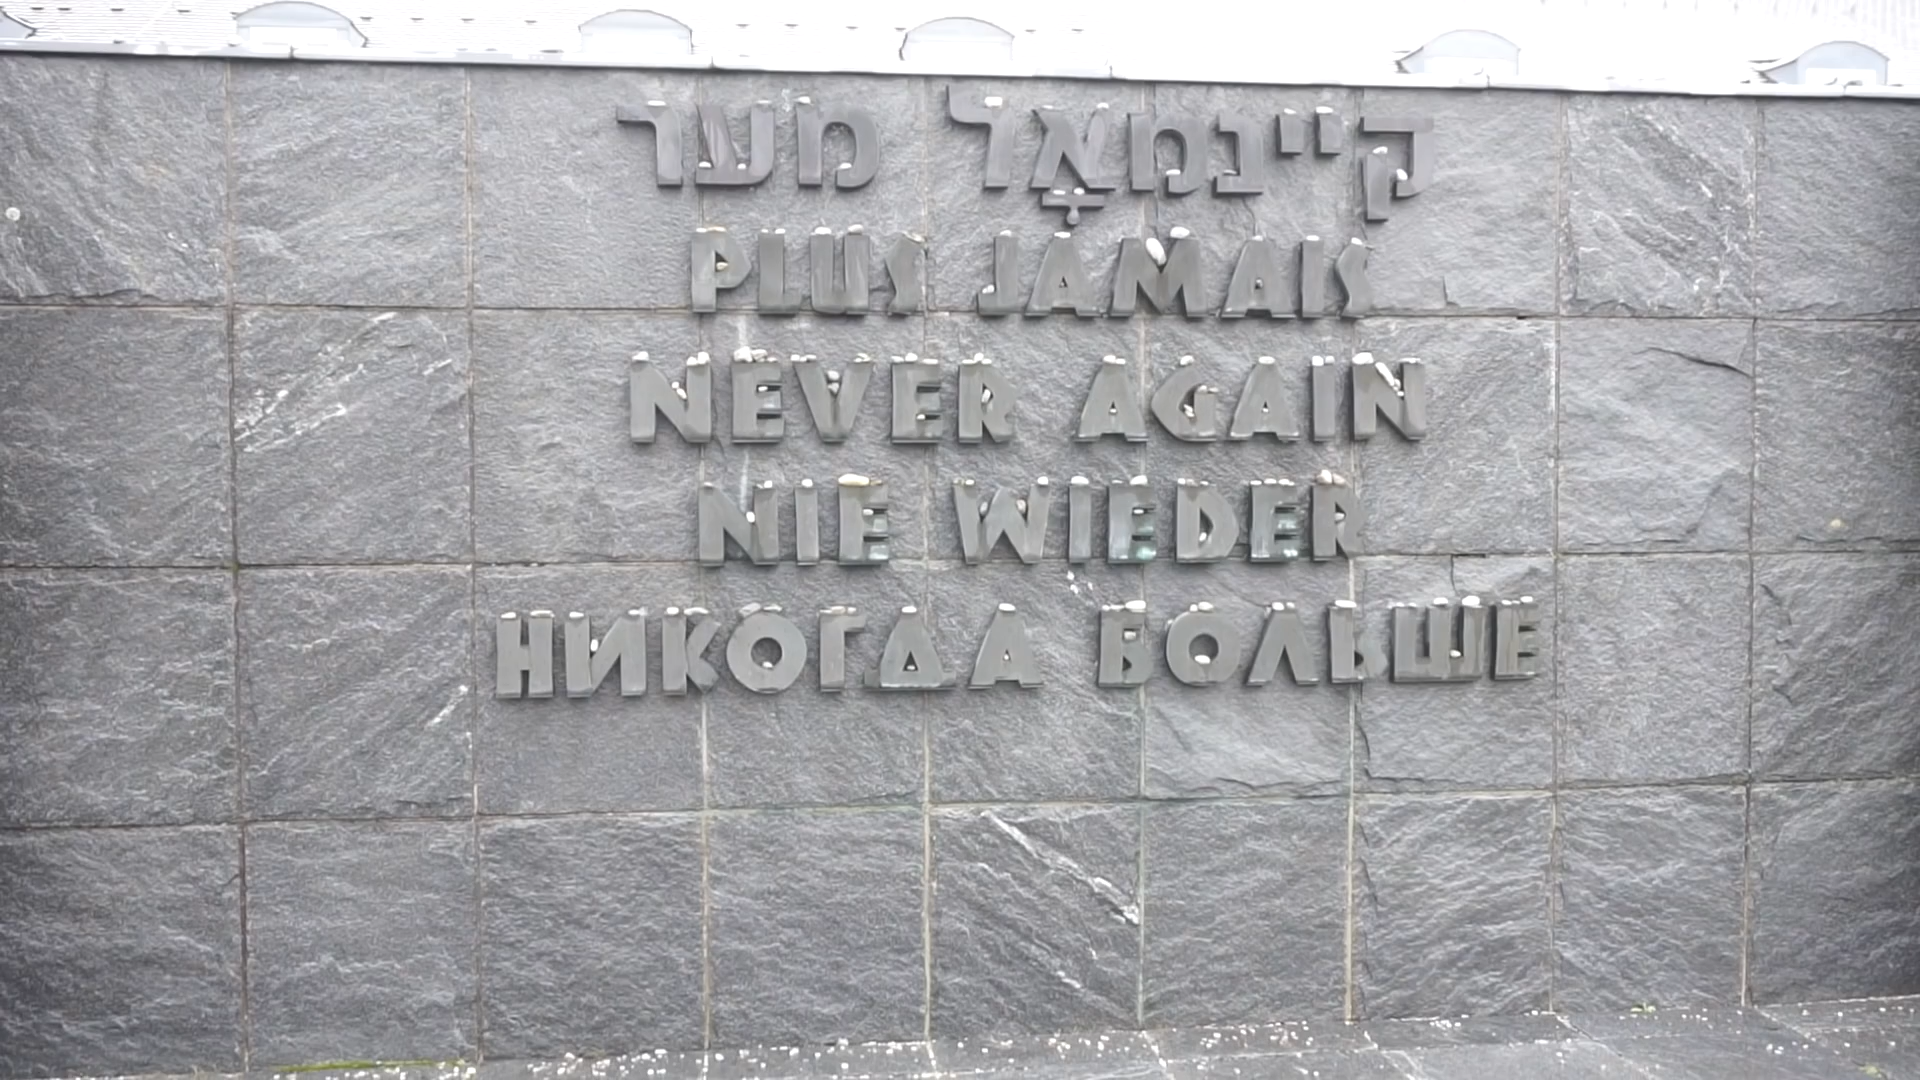 קיינמאָל מער
PLUS JAMAIS
NEVER AGAIN
NIE WIEDER
НИКОГДА БОЛЬШЕ